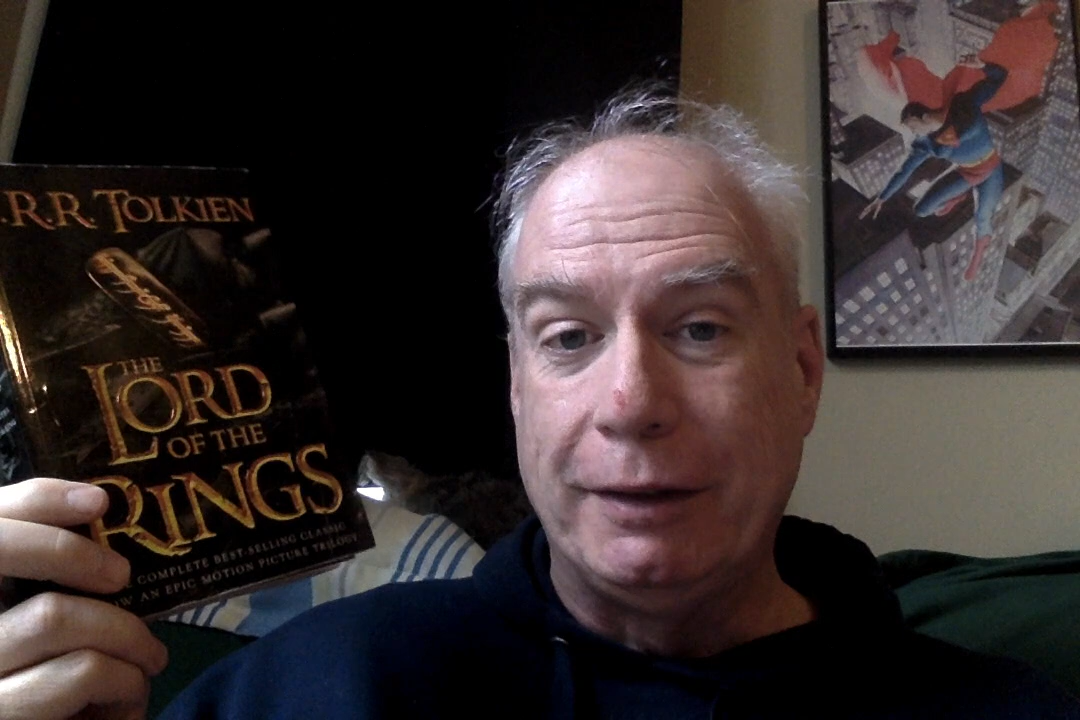 .R.R. TOLKIEN
THE
LORD
OF THE
RINGS
COMPLETE BEST-SELLING CLASSIC
AN EPIC MOTION PICTURE TRILOGY